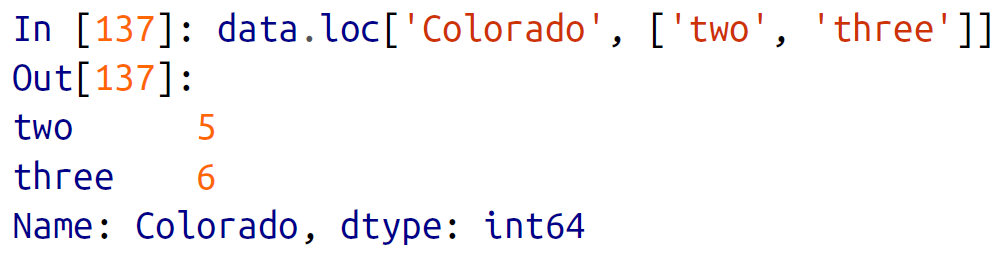 In [137]: data.loc['Colorado', ['two', 'three']]
Out[137]:
two      5
three    6
Name: Colorado, dtype: int64